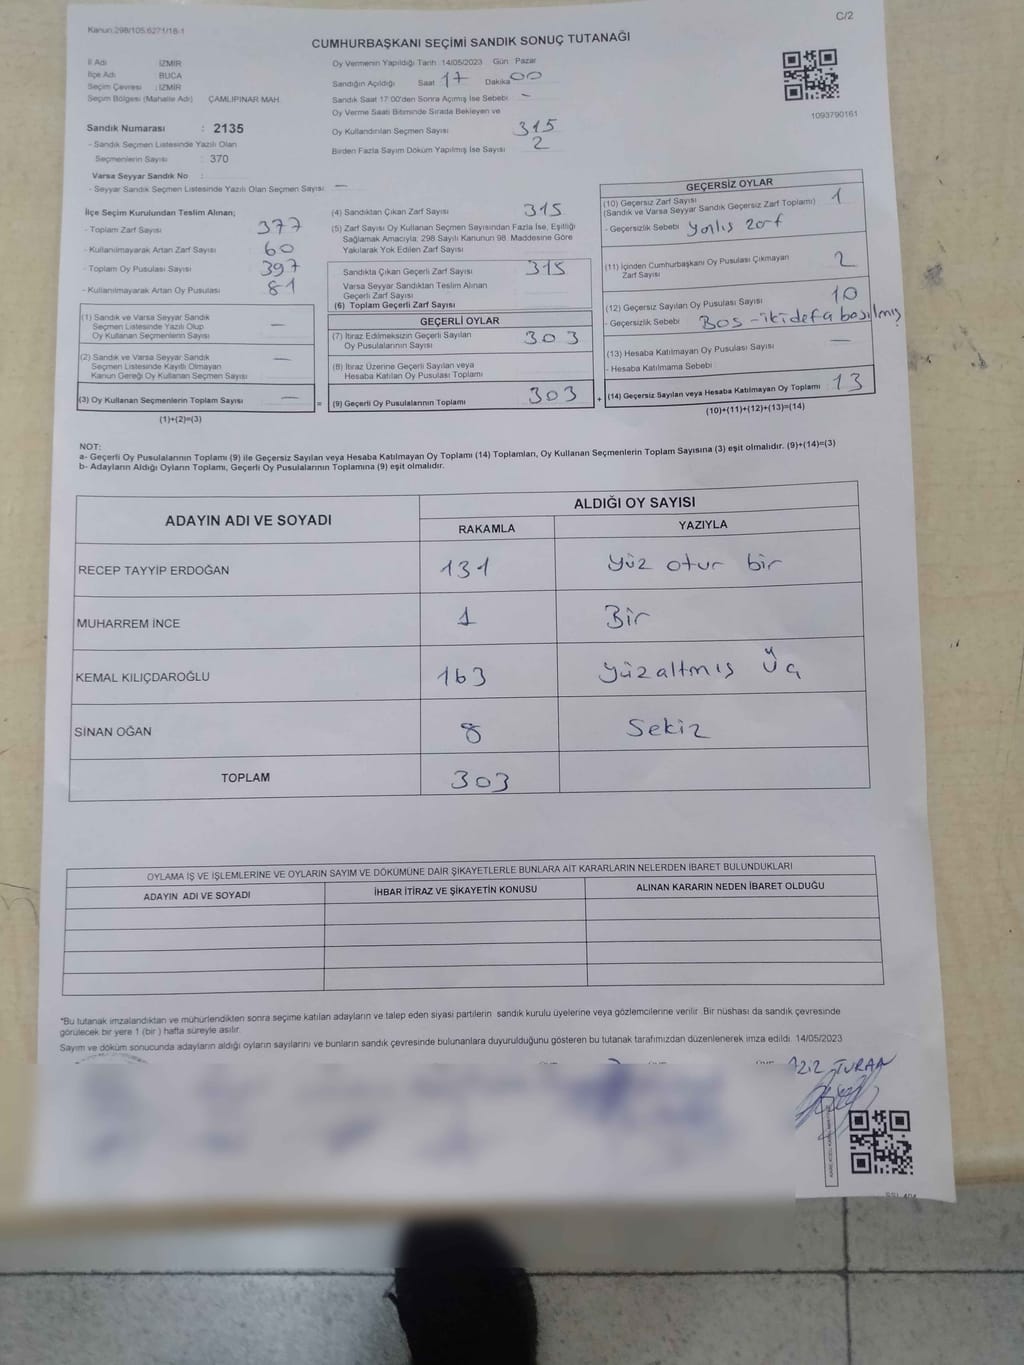 Kanun:298/105,6271/18-1
C/2
CUMHURBAŞKANI SEÇİMİ SANDIK SONUÇ TUTANAĞI
İl Adı İZMİR
İlçe Adı BUCA
Seçim Çevresi : İZMİR
Seçim Bölgesi (Mahalle Adı) ÇAMLIPINAR MAH.
Sandık Numarası : 2135
- Sandık Seçmen Listesinde Yazılı Olan
Seçmenlerin Sayısı : 370
Varsa Seyyar Sandık No :
- Seyyar Sandık Seçmen Listesinde Yazılı Olan Seçmen Sayısı: —
Oy Vermenin Yapıldığı Tarih :14/05/2023 Gün Pazar
Sandığın Açıldığı Saat 17 Dakika 00
Sandık Saat 17:00'den Sonra Açımış İse Sebebi : —
Oy Verme Saati Bitiminde Sırada Bekleyen ve
Oy Kullandırılan Seçmen Sayısı 315
Birden Fazla Sayım Döküm Yapılmış İse Sayısı 2
1093790161
İlçe Seçim Kurulundan Teslim Alınan;
- Toplam Zarf Sayısı 377
- Kullanılmayarak Artan Zarf Sayısı 60
- Toplam Oy Pusulası Sayısı 397
- Kullanılmayarak Artan Oy Pusulası 81
(1) Sandık ve Varsa Seyyar Sandık
Seçmen Listesinde Yazılı Olup
Oy Kullanan Seçmenlerin Sayısı —
(2) Sandık ve Varsa Seyyar Sandık
Seçmen Listesinde Kayıtlı Olmayan
Kanun Gereği Oy Kullanan Seçmen Sayısı —
(3) Oy Kullanan Seçmenlerin Toplam Sayısı —
(1)+(2)=(3)
=
(4) Sandıktan Çıkan Zarf Sayısı 315
(5) Zarf Sayısı Oy Kullanan Seçmen Sayısından Fazla İse, Eşitliği
Sağlamak Amacıyla; 298 Sayılı Kanunun 98. Maddesine Göre
Yakılarak Yok Edilen Zarf Sayısı
Sandıkta Çıkan Geçerli Zarf Sayısı 315
Varsa Seyyar Sandıktan Teslim Alınan
Geçerli Zarf Sayısı
(6) Toplam Geçerli Zarf Sayısı
GEÇERLİ OYLAR
(7) İtiraz Edilmeksizin Geçerli Sayılan
Oy Pusulalarının Sayısı 303
(8) İtiraz Üzerine Geçerli Sayılan veya
Hesaba Katılan Oy Pusulası Toplamı
(9) Geçerli Oy Pusulalarının Toplamı 303
+
GEÇERSİZ OYLAR
(10) Geçersiz Zarf Sayısı 1
(Sandık ve Varsa Seyyar Sandık Geçersiz Zarf Toplamı)
- Geçersizlik Sebebi yanlış zarf
(11) İçinden Cumhurbaşkanı Oy Pusulası Çıkmayan
Zarf Sayısı 2
(12) Geçersiz Sayılan Oy Pusulası Sayısı 10
- Geçersizlik Sebebi Bos - iki defa basılmış
(13) Hesaba Katılmayan Oy Pusulası Sayısı —
- Hesaba Katılmama Sebebi
(14) Geçersiz Sayılan veya Hesaba Katılmayan Oy Toplamı : 13
(10)+(11)+(12)+(13)=(14)
NOT:
a- Geçerli Oy Pusulalarının Toplamı (9) ile Geçersiz Sayılan veya Hesaba Katılmayan Oy Toplamı (14) Toplamları, Oy Kullanan Seçmenlerin Toplam Sayısına (3) eşit olmalıdır. (9)+(14)=(3)
b- Adayların Aldığı Oyların Toplamı, Geçerli Oy Pusulalarının Toplamına (9) eşit olmalıdır.
ADAYIN ADI VE SOYADI
ALDIĞI OY SAYISI
RAKAMLA YAZIYLA
RECEP TAYYİP ERDOĞAN 131 Yüz otur bir
MUHARREM İNCE 1 Bir
KEMAL KILIÇDAROĞLU 163 yüzaltmış Üç
SİNAN OĞAN 8 Sekiz
TOPLAM 303
OYLAMA İŞ VE İŞLEMLERİNE VE OYLARIN SAYIM VE DÖKÜMÜNE DAİR ŞİKAYETLERLE BUNLARA AİT KARARLARIN NELERDEN İBARET BULUNDUKLARI
ADAYIN ADI VE SOYADI İHBAR İTİRAZ VE ŞİKAYETİN KONUSU ALINAN KARARIN NEDEN İBARET OLDUĞU
*Bu tutanak imzalandıktan ve mühürlendikten sonra seçime katılan adayların ve talep eden siyasi partilerin sandık kurulu üyelerine veya gözlemcilerine verilir. Bir nüshası da sandık çevresinde
görülecek bir yere 1 (bir ) hafta süreyle asılır.
Sayım ve döküm sonucunda adayların aldığı oyların sayılarını ve bunların sandık çevresinde bulunanlara duyurulduğunu gösteren bu tutanak tarafımızdan düzenlenerek imza edildi. 14/05/2023
Aziz TURAN